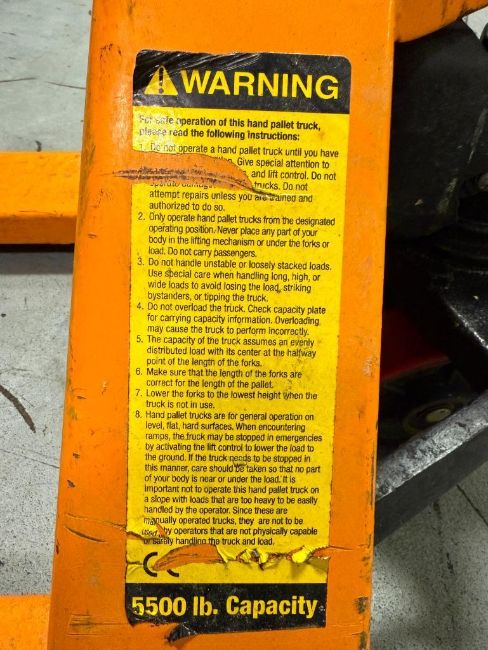 WARNING
For safe operation of this hand pallet truck,
please read the following instructions:
1. Do not operate a hand pallet truck until you have
Give special attention to
and lift control. Do not
operate trucks. Do not
attempt repairs unless you are trained and
authorized to do so.
2. Only operate hand pallet trucks from the designated
operating position. Never place any part of your
body in the lifting mechanism or under the forks or
load. Do not carry passengers.
3. Do not handle unstable or loosely stacked loads.
Use special care when handling long, high, or
wide loads to avoid losing the load, striking
bystanders, or tipping the truck.
4. Do not overload the truck. Check capacity plate
for carrying capacity information. Overloading
may cause the truck to perform incorrectly.
5. The capacity of the truck assumes an evenly
distributed load with its center at the halfway
point of the length of the forks.
6. Make sure that the length of the forks are
correct for the length of the pallet.
7. Lower the forks to the lowest height when the
truck is not in use.
8. Hand pallet trucks are for general operation on
level, flat, hard surfaces. When encountering
ramps, the truck may be stopped in emergencies
by activating the lift control to lower the load to
the ground. If the truck needs to be stopped in
this manner, care should be taken so that no part
of your body is near or under the load. It is
important not to operate this hand pallet truck on
a slope with loads that are too heavy to be easily
handled by the operator. Since these are
manually operated trucks, they are not to be
used by operators that are not physically capable
of safely handling the truck and load.
CE
5500 lb. Capacity